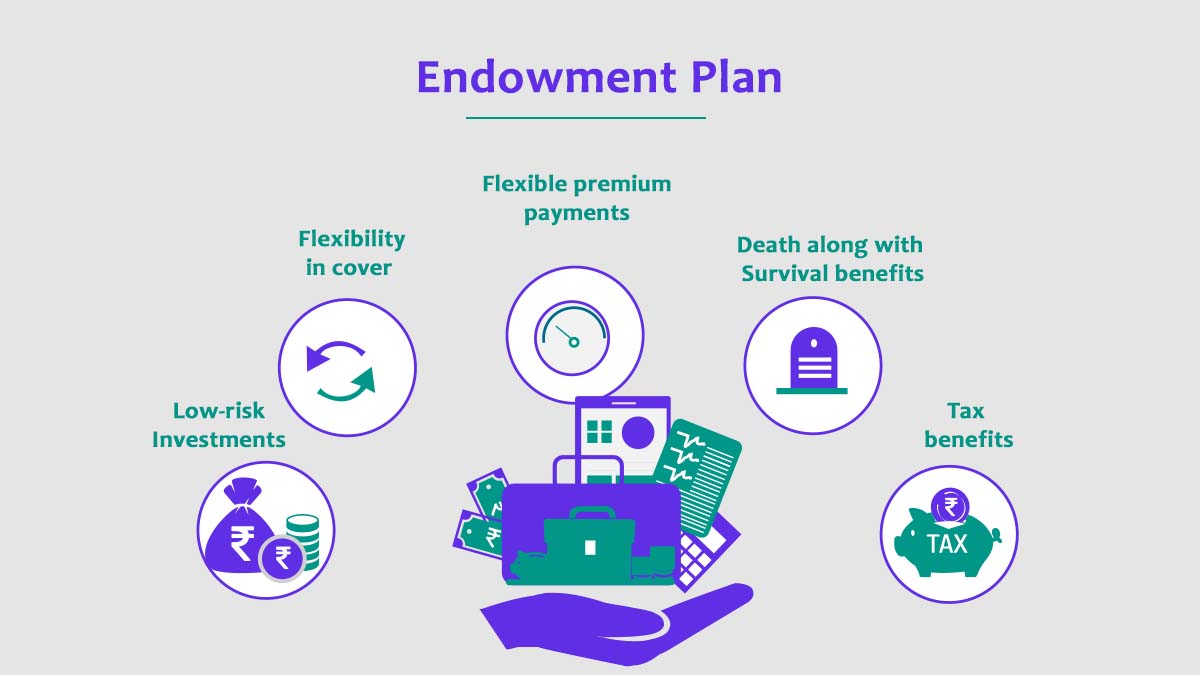 Endowment Plan
Flexible premium
payments
Flexibility
in cover
Death along with
Survival benefits
Low-risk
Investments
Tax
benefits
₹
₹
₹
₹
₹
TAX